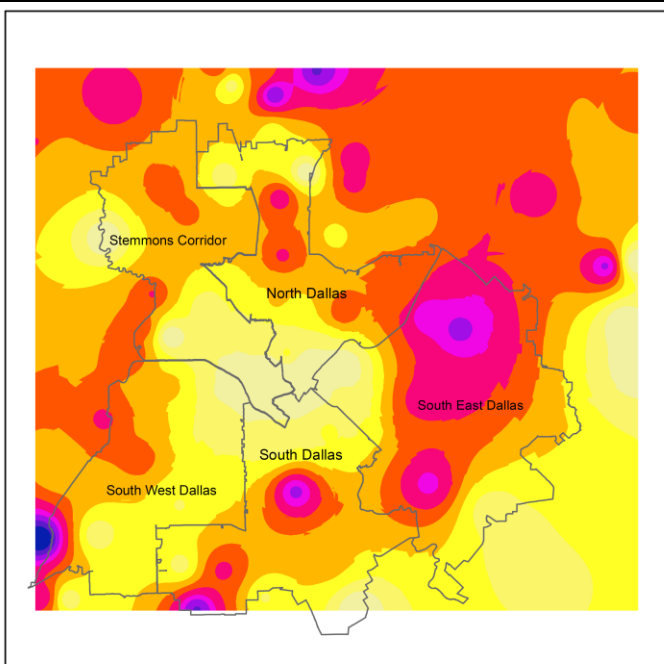 Stemmons Corridor
North Dallas
South East Dallas
South Dallas
South West Dallas